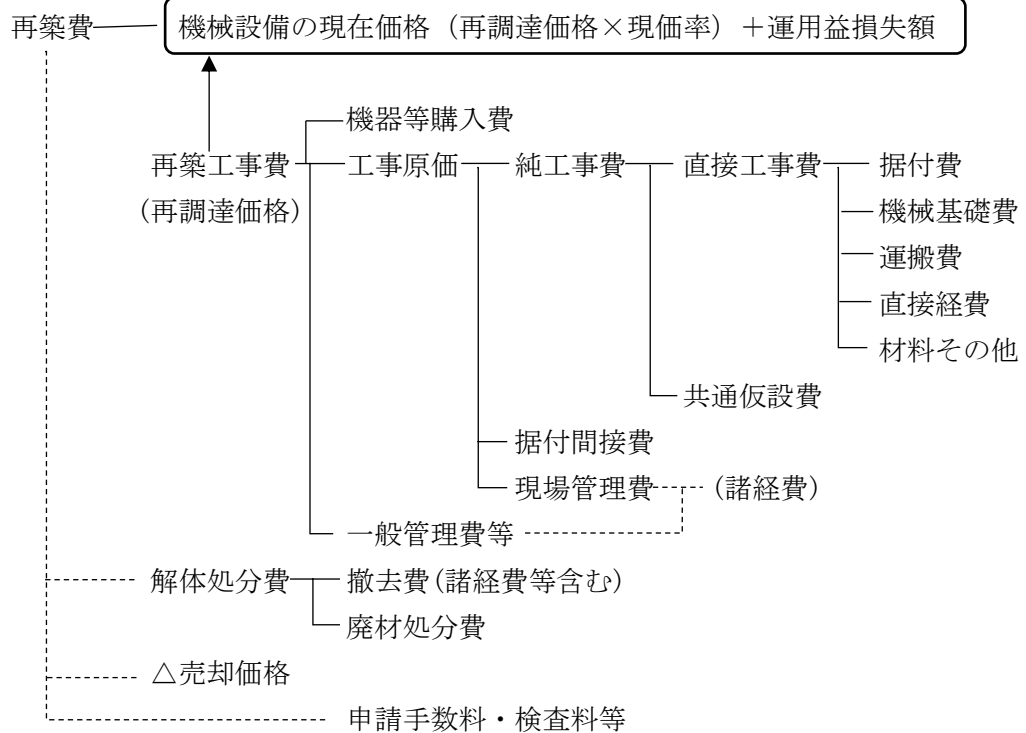 再築費 機械設備の現在価格（再調達価格×現価率）＋運用益損失額
機器等購入費
再築工事費 工事原価 純工事費 直接工事費 据付費
(再調達価格) 機械基礎費
運搬費
直接経費
材料その他
共通仮設費
据付間接費
現場管理費 (諸経費)
一般管理費等
解体処分費 撤去費(諸経費等含む)
廃材処分費
△売却価格
申請手数料・検査料等